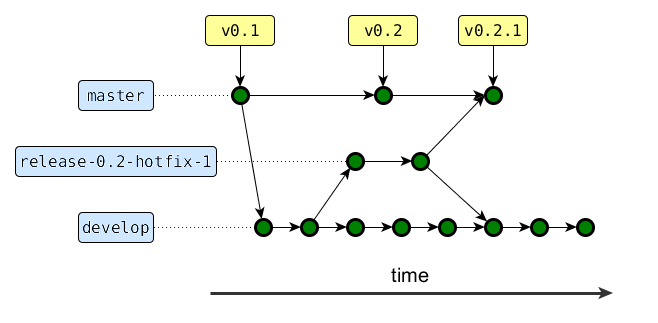 v0.1
v0.2
v0.2.1
master
release-0.2-hotfix-1
develop
time